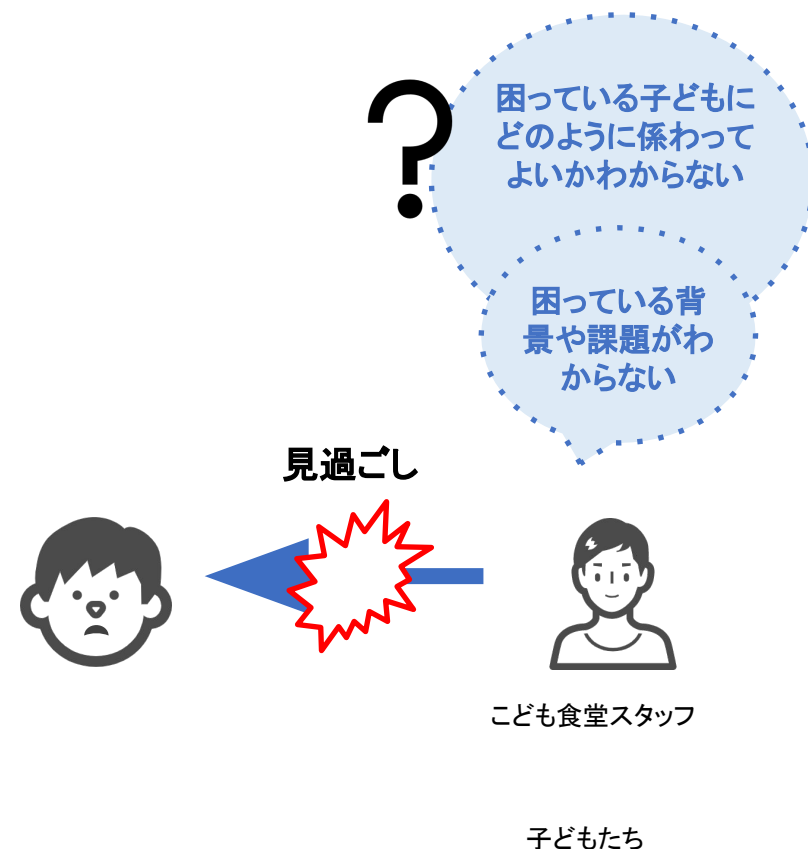 ?
困っている子どもに
どのように係わって
よいかわからない
困っている背
景や課題がわ
からない
見過ごし
こども食堂スタッフ
子どもたち